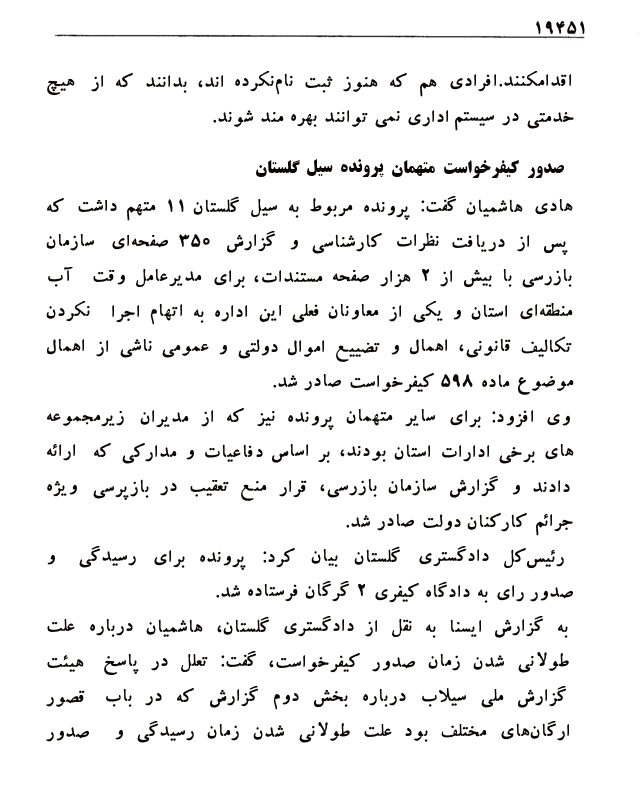 ۱۹۴۵۱
اقدامکنند.افرادی هم که هنوز ثبت نام‌نکرده اند، بدانند که از هیچ
خدمتی در سیستم اداری نمی توانند بهره مند شوند.
صدور کیفرخواست متهمان پرونده سیل گلستان
هادی هاشمیان گفت: پرونده مربوط به سیل گلستان ۱۱ متهم داشت که
پس از دریافت نظرات کارشناسی و گزارش ۳۵۰ صفحه‌ای سازمان
بازرسی با بیش از ۲ هزار صفحه مستندات، برای مدیرعامل وقت آب
منطقه‌ای استان و یکی از معاونان فعلی این اداره به اتهام اجرا نکردن
تکالیف قانونی، اهمال و تضییع اموال دولتی و عمومی ناشی از اهمال
موضوع ماده ۵۹۸ کیفرخواست صادر شد.
وی افزود: برای سایر متهمان پرونده نیز که از مدیران زیرمجموعه
های برخی ادارات استان بودند، بر اساس دفاعیات و مدارکی که ارائه
دادند و گزارش سازمان بازرسی، قرار منع تعقیب در بازپرسی ویژه
جرائم کارکنان دولت صادر شد.
رئیس‌کل دادگستری گلستان بیان کرد: پرونده برای رسیدگی و
صدور رای به دادگاه کیفری ۲ گرگان فرستاده شد.
به گزارش ایسنا به نقل از دادگستری گلستان، هاشمیان درباره علت
طولانی شدن زمان صدور کیفرخواست، گفت: تعلل در پاسخ هیئت
گزارش ملی سیلاب درباره بخش دوم گزارش که در باب قصور
ارگان‌های مختلف بود علت طولانی شدن زمان رسیدگی و صدور